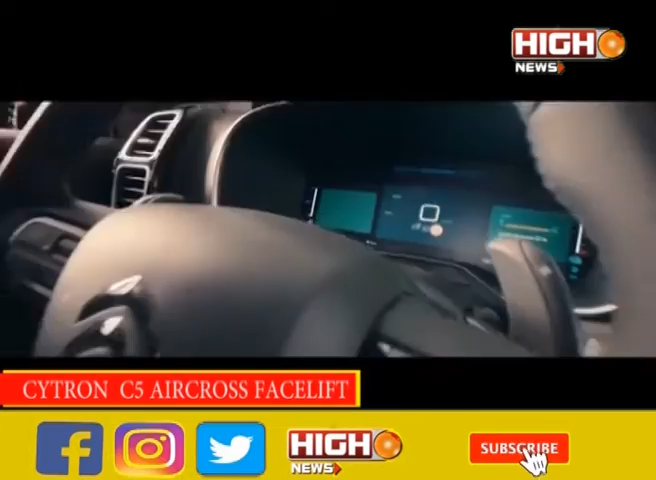 HIGH
NEWS
CYTRON C5 AIRCROSS FACELIFT
HIGH
NEWS
SUBSCRIBE